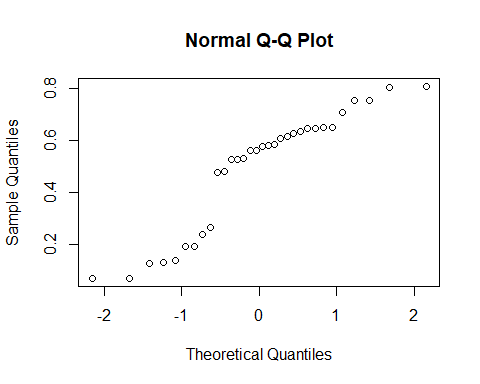 Normal Q-Q Plot
Sample Quantiles
0.8
0.6
0.4
0.2
-2 -1 0 1 2
Theoretical Quantiles